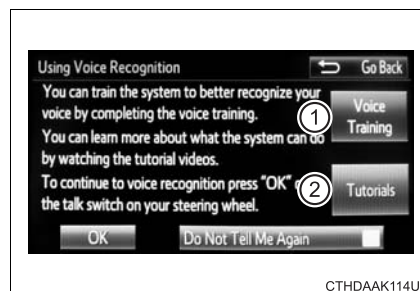 Using Voice Recognition
Go Back
You can train the system to better recognize your
voice by completing the voice training.
You can learn more about what the system can do
by watching the tutorial videos.
To continue to voice recognition press "OK"
the talk switch on your steering wheel.
1
Voice
Training
2
Tutorials
OK
Do Not Tell Me Again
CTHDAAK114U